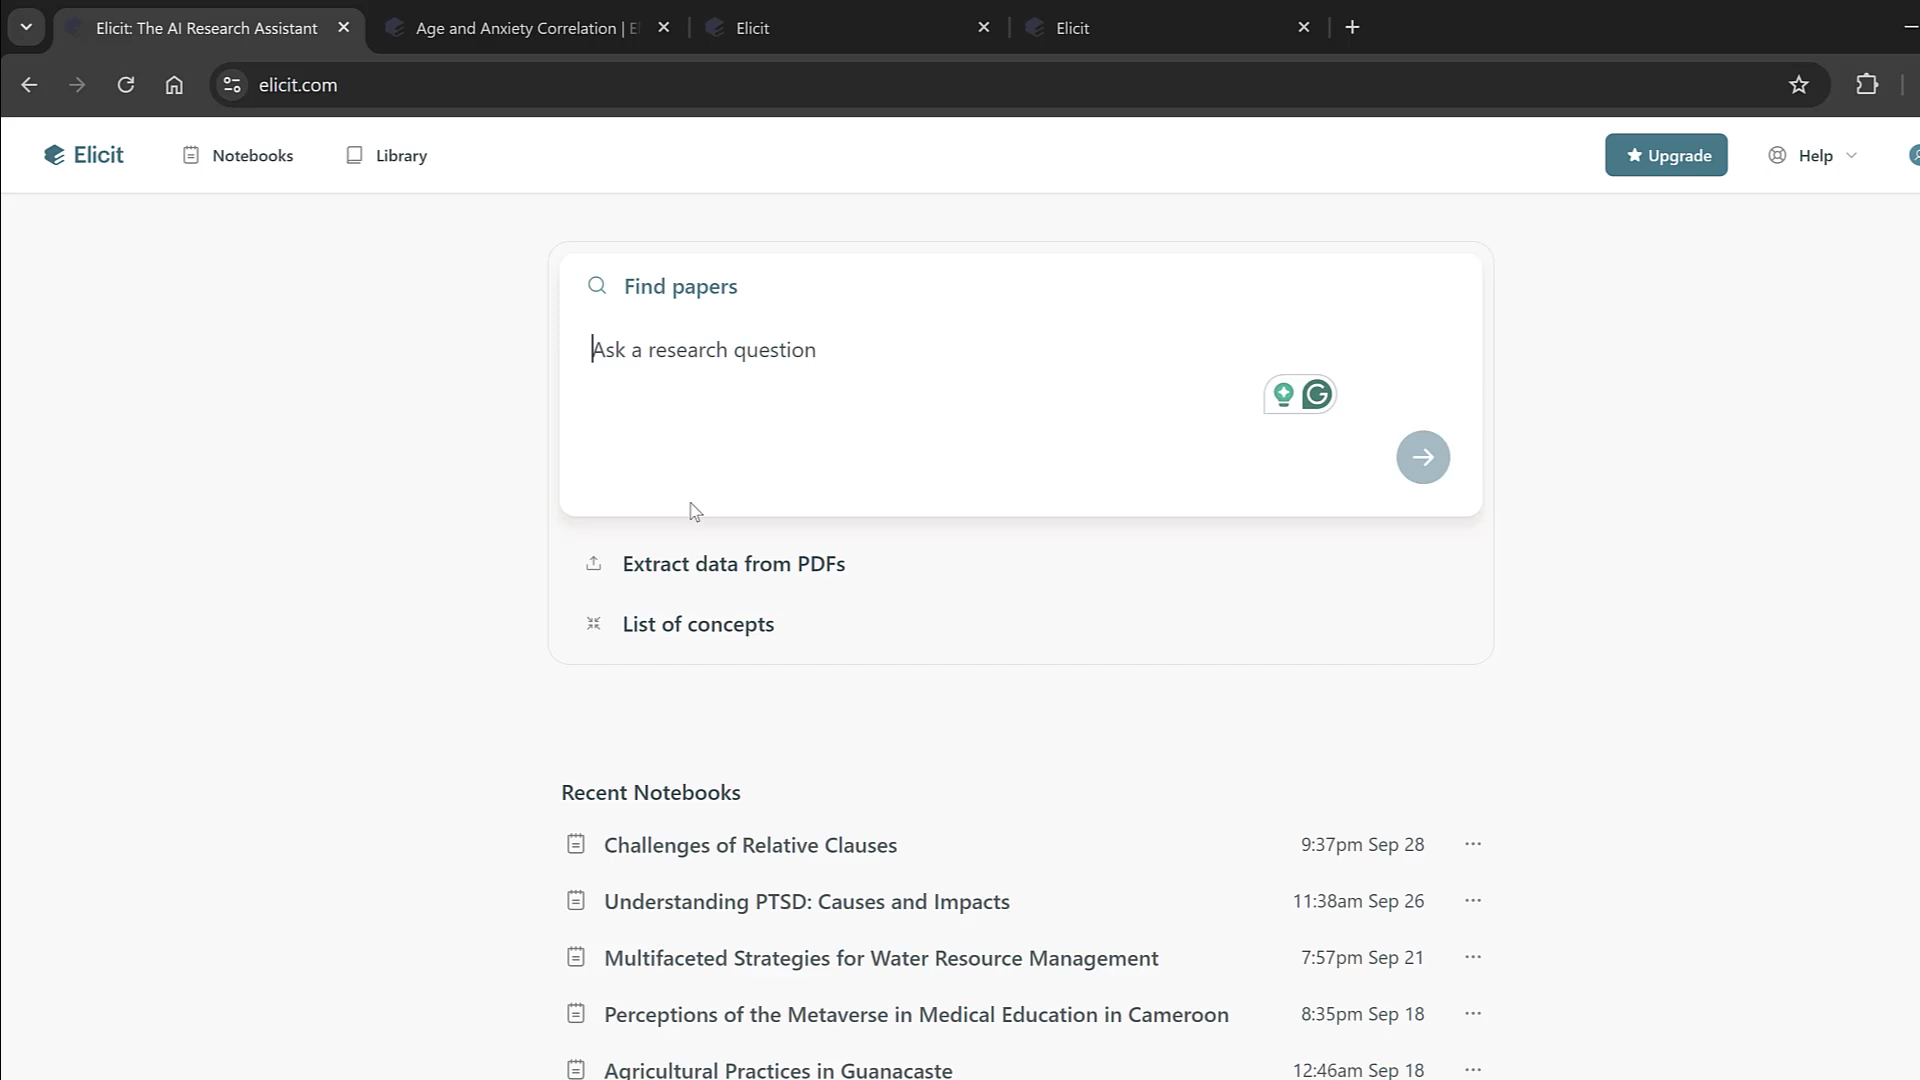 Elicit: The AI Research Assistant
Age and Anxiety Correlation | El
Elicit
Elicit
elicit.com
Elicit
Notebooks
Library
Upgrade
Help
Find papers
Ask a research question
Extract data from PDFs
List of concepts
Recent Notebooks
Challenges of Relative Clauses 9:37pm Sep 28
Understanding PTSD: Causes and Impacts 11:38am Sep 26
Multifaceted Strategies for Water Resource Management 7:57pm Sep 21
Perceptions of the Metaverse in Medical Education in Cameroon 8:35pm Sep 18
Agricultural Practices in Guanacaste 12:46am Sep 18